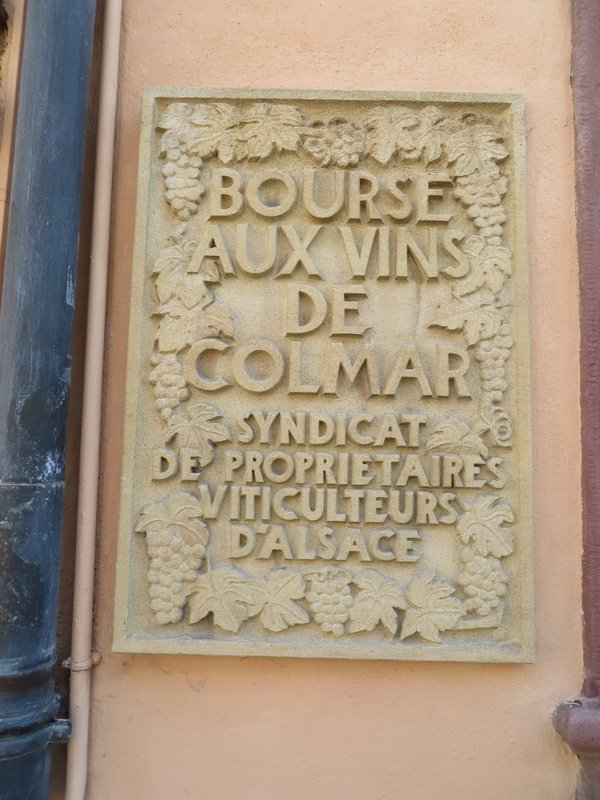 BOURSE
AUX VINS
DE
COLMAR
SYNDICAT
DE PROPRIETAIRES
VITICULTEURS
D'ALSACE